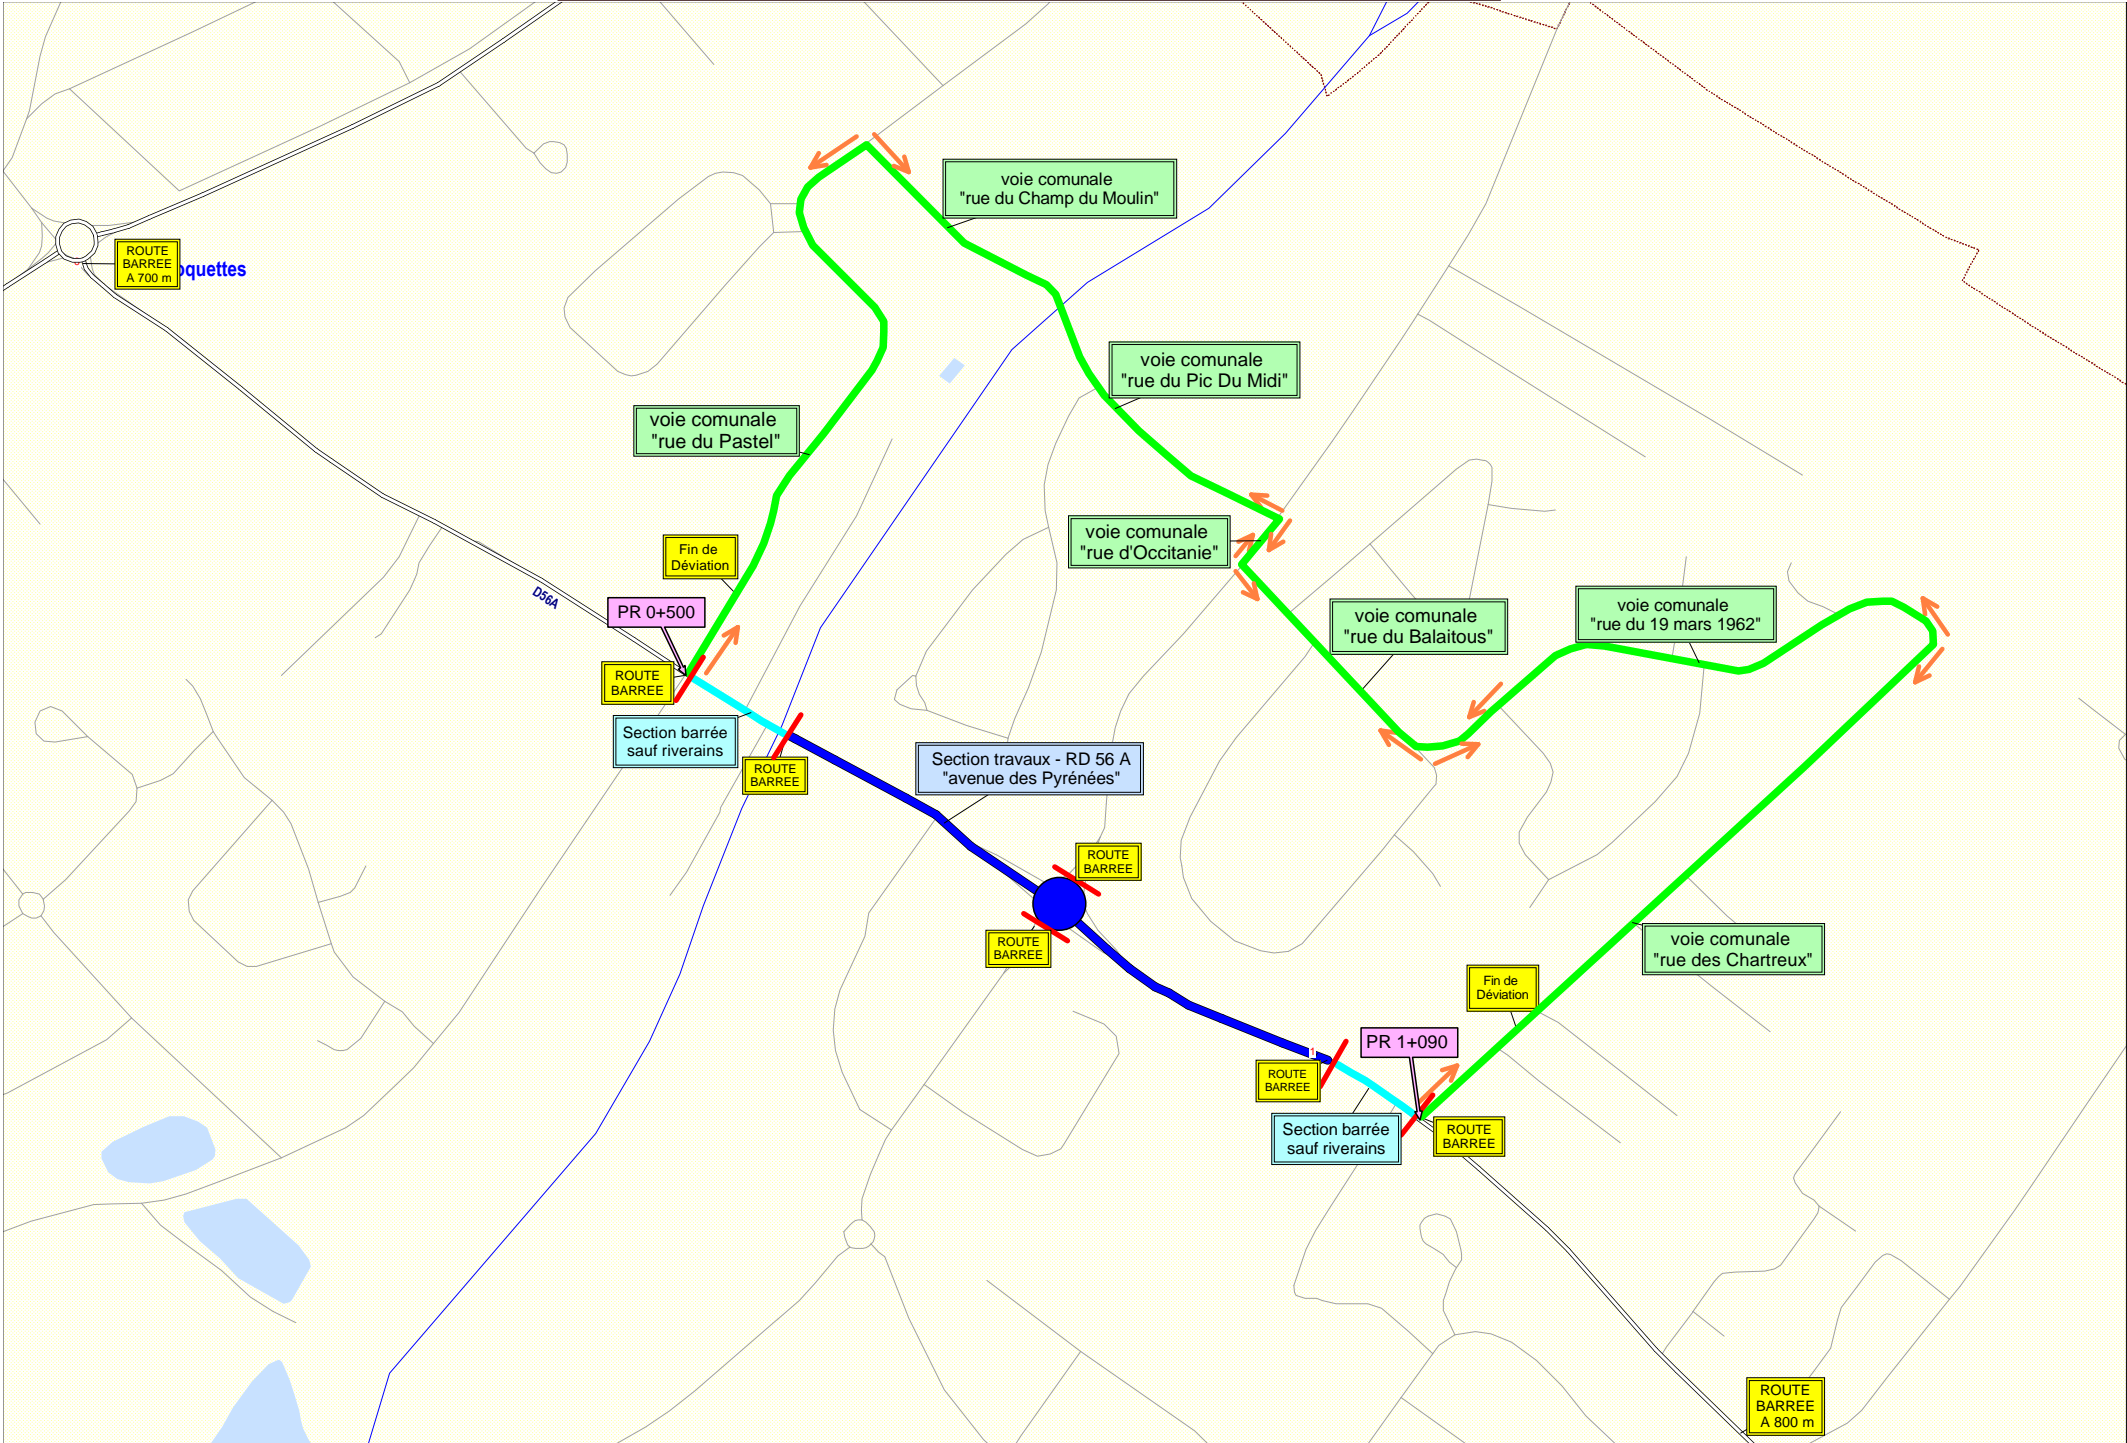 voie comunale
"rue du Champ du Moulin"
ROUTE
BARREE
A 700 m
oquettes
voie comunale
"rue du Pic Du Midi"
voie comunale
"rue du Pastel"
voie comunale
"rue d'Occitanie"
Fin de
Déviation
D56A
PR 0+500
voie comunale
"rue du Balaitous"
voie comunale
"rue du 19 mars 1962"
ROUTE
BARREE
Section barrée
sauf riverains
ROUTE
BARREE
Section travaux - RD 56 A
"avenue des Pyrénées"
ROUTE
BARREE
ROUTE
BARREE
voie comunale
"rue des Chartreux"
Fin de
Déviation
PR 1+090
1
ROUTE
BARREE
Section barrée
sauf riverains
ROUTE
BARREE
ROUTE
BARREE
A 800 m